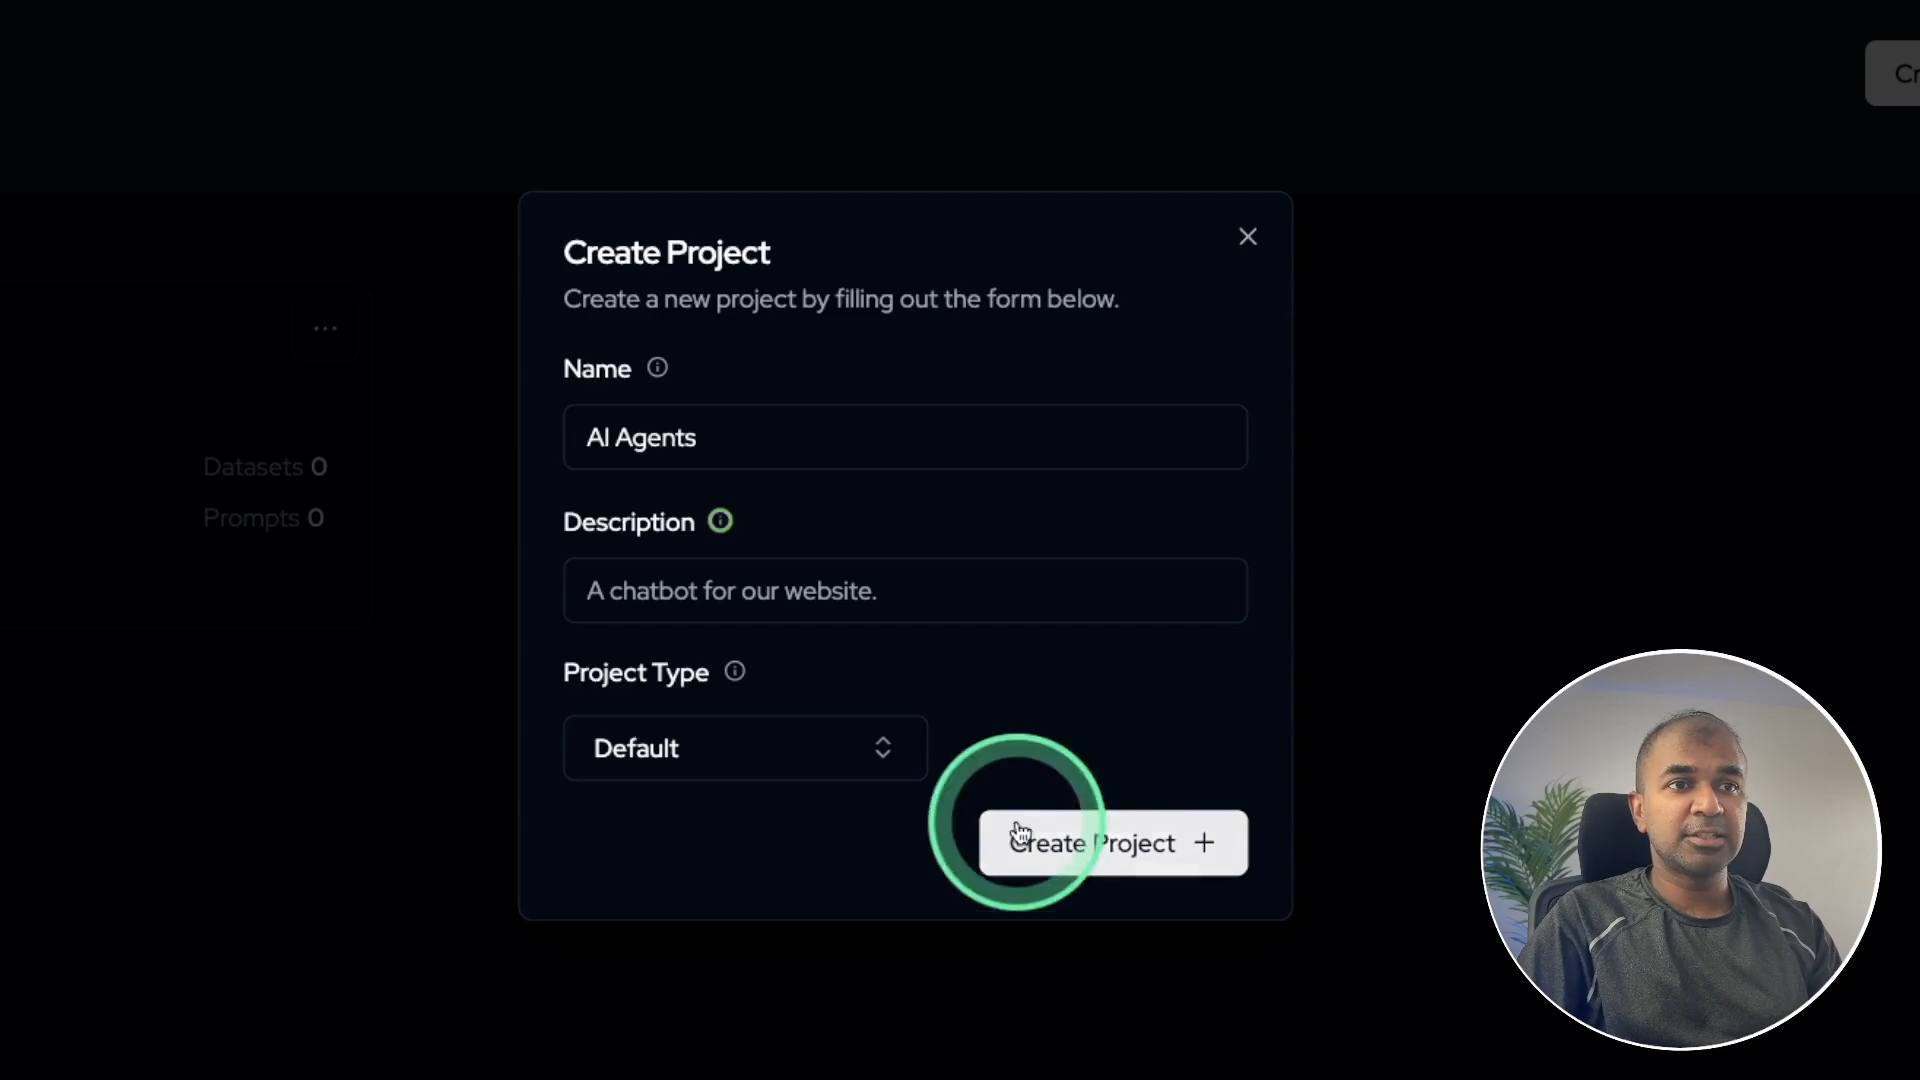 Cr
Create Project
Create a new project by filling out the form below.
Name
AI Agents
Datasets 0
Description
Prompts 0
A chatbot for our website.
Project Type
Default
Create Project +